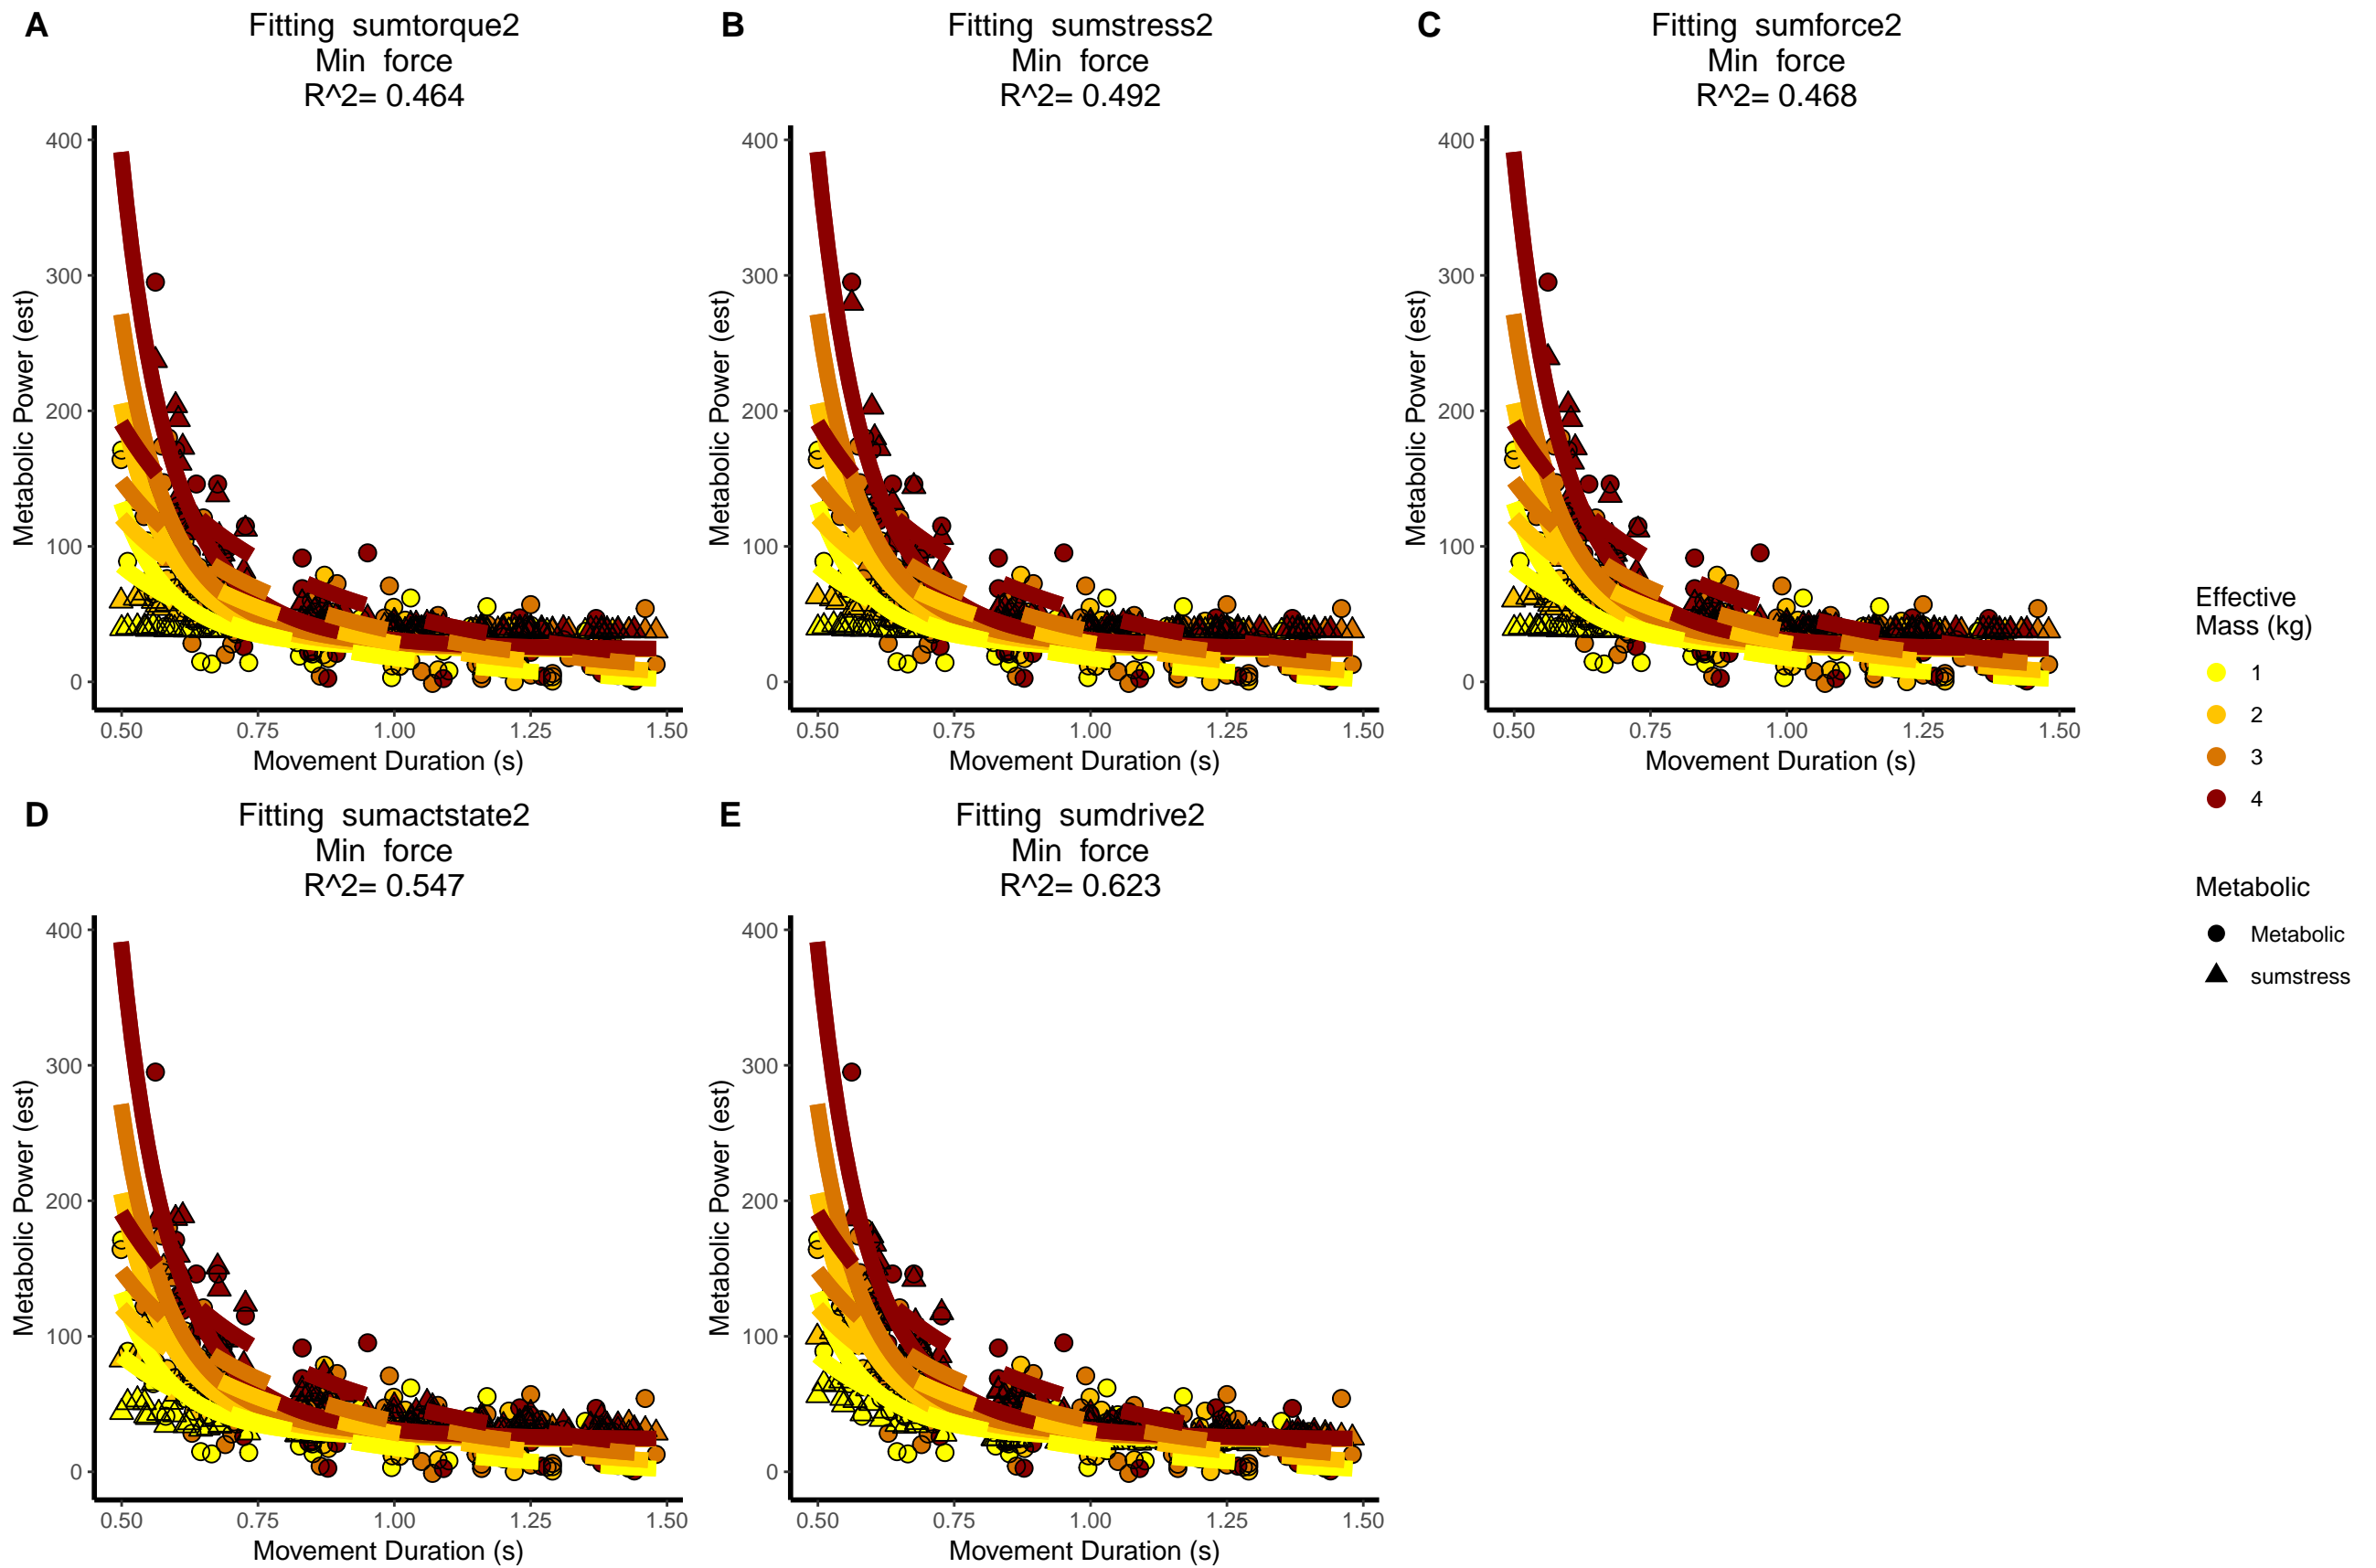 A
Fitting sumtorque2
Min force
R^2= 0.464
Metabolic Power (est)
400
300
200
100
0
0.50 0.75 1.00 1.25 1.50
Movement Duration (s)
B
Fitting sumstress2
Min force
R^2= 0.492
Metabolic Power (est)
400
300
200
100
0
0.50 0.75 1.00 1.25 1.50
Movement Duration (s)
C
Fitting sumforce2
Min force
R^2= 0.468
Metabolic Power (est)
400
300
200
100
0
0.50 0.75 1.00 1.25 1.50
Movement Duration (s)
D
Fitting sumactstate2
Min force
R^2= 0.547
Metabolic Power (est)
400
300
200
100
0
0.50 0.75 1.00 1.25 1.50
Movement Duration (s)
E
Fitting sumdrive2
Min force
R^2= 0.623
Metabolic Power (est)
400
300
200
100
0
0.50 0.75 1.00 1.25 1.50
Movement Duration (s)
Effective
Mass (kg)
1
2
3
4
Metabolic
Metabolic
sumstress